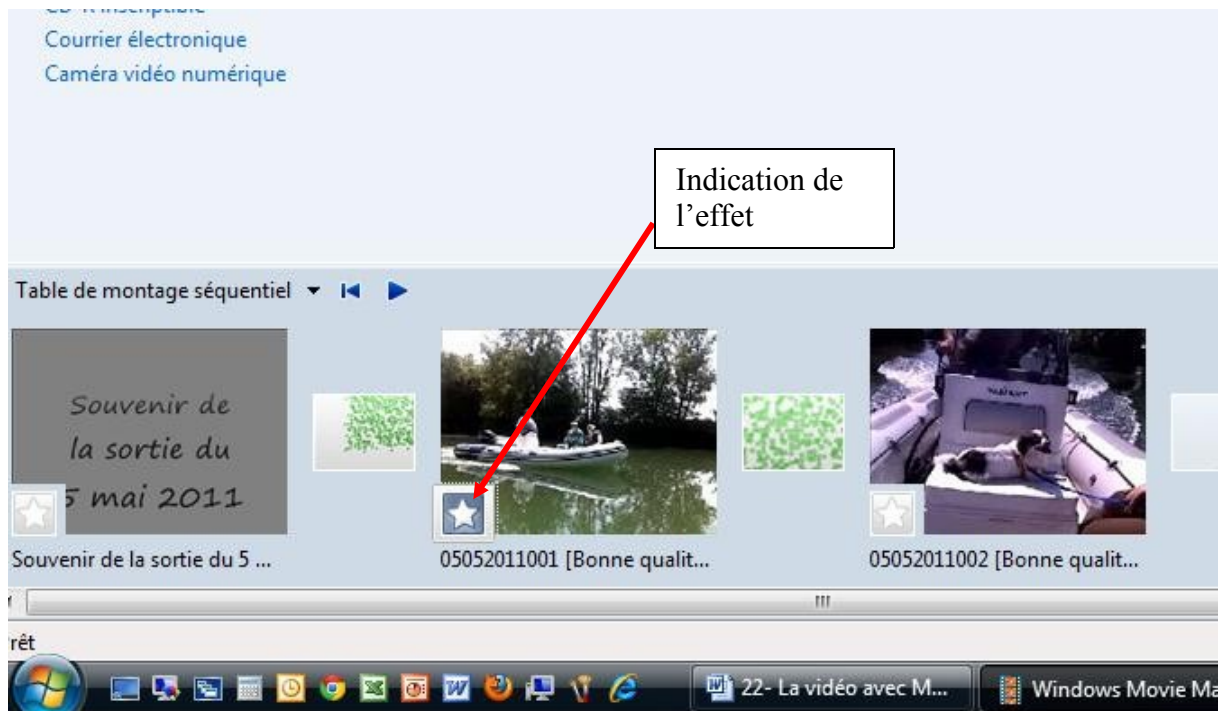 CD-R inscriptible
Courrier électronique
Caméra vidéo numérique
Indication de
l’effet
Table de montage séquentiel
Souvenir de
la sortie du
5 mai 2011
Souvenir de la sortie du 5 ...
05052011001 [Bonne qualit...
05052011002 [Bonne qualit...
rêt
22- La vidéo avec M...
Windows Movie Ma